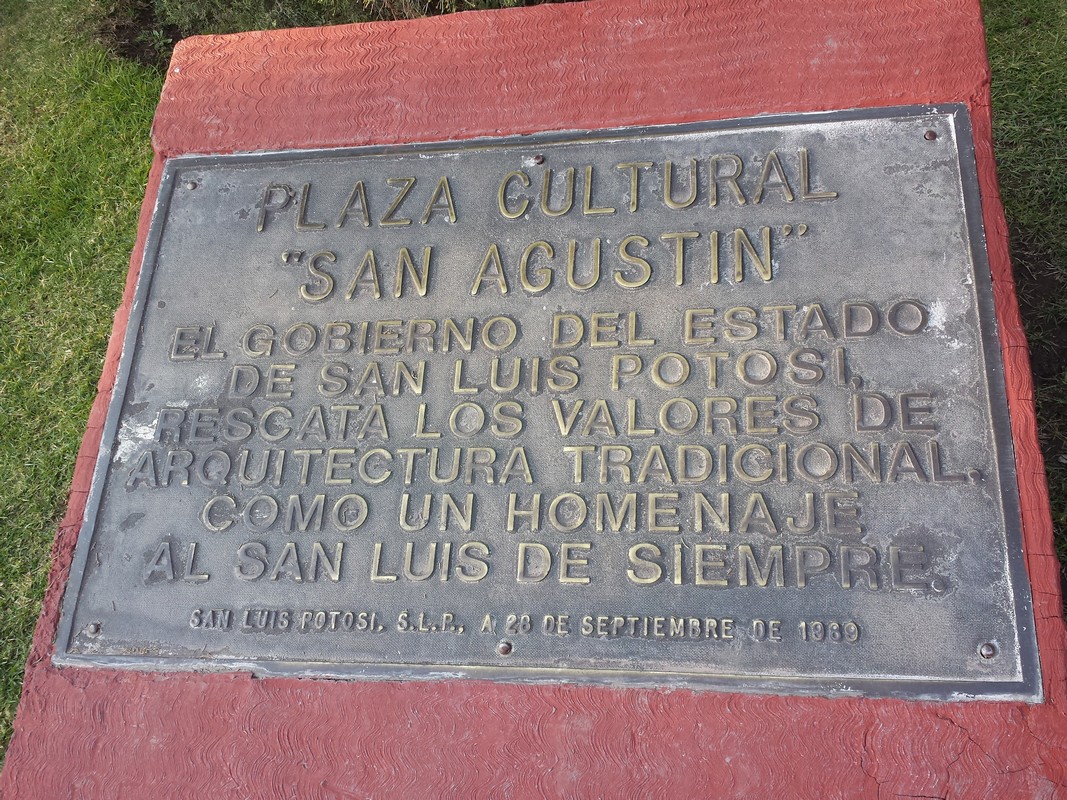 PLAZA CULTURAL
"SAN AGUSTIN"
EL GOBIERNO DEL ESTADO
DE SAN LUIS POTOSI,
RESCATA LOS VALORES DE
ARQUITECTURA TRADICIONAL.
COMO UN HOMENAJE
AL SAN LUIS DE SIEMPRE.
SAN LUIS POTOSI, S.L.P., A 28 DE SEPTIEMBRE DE 1989